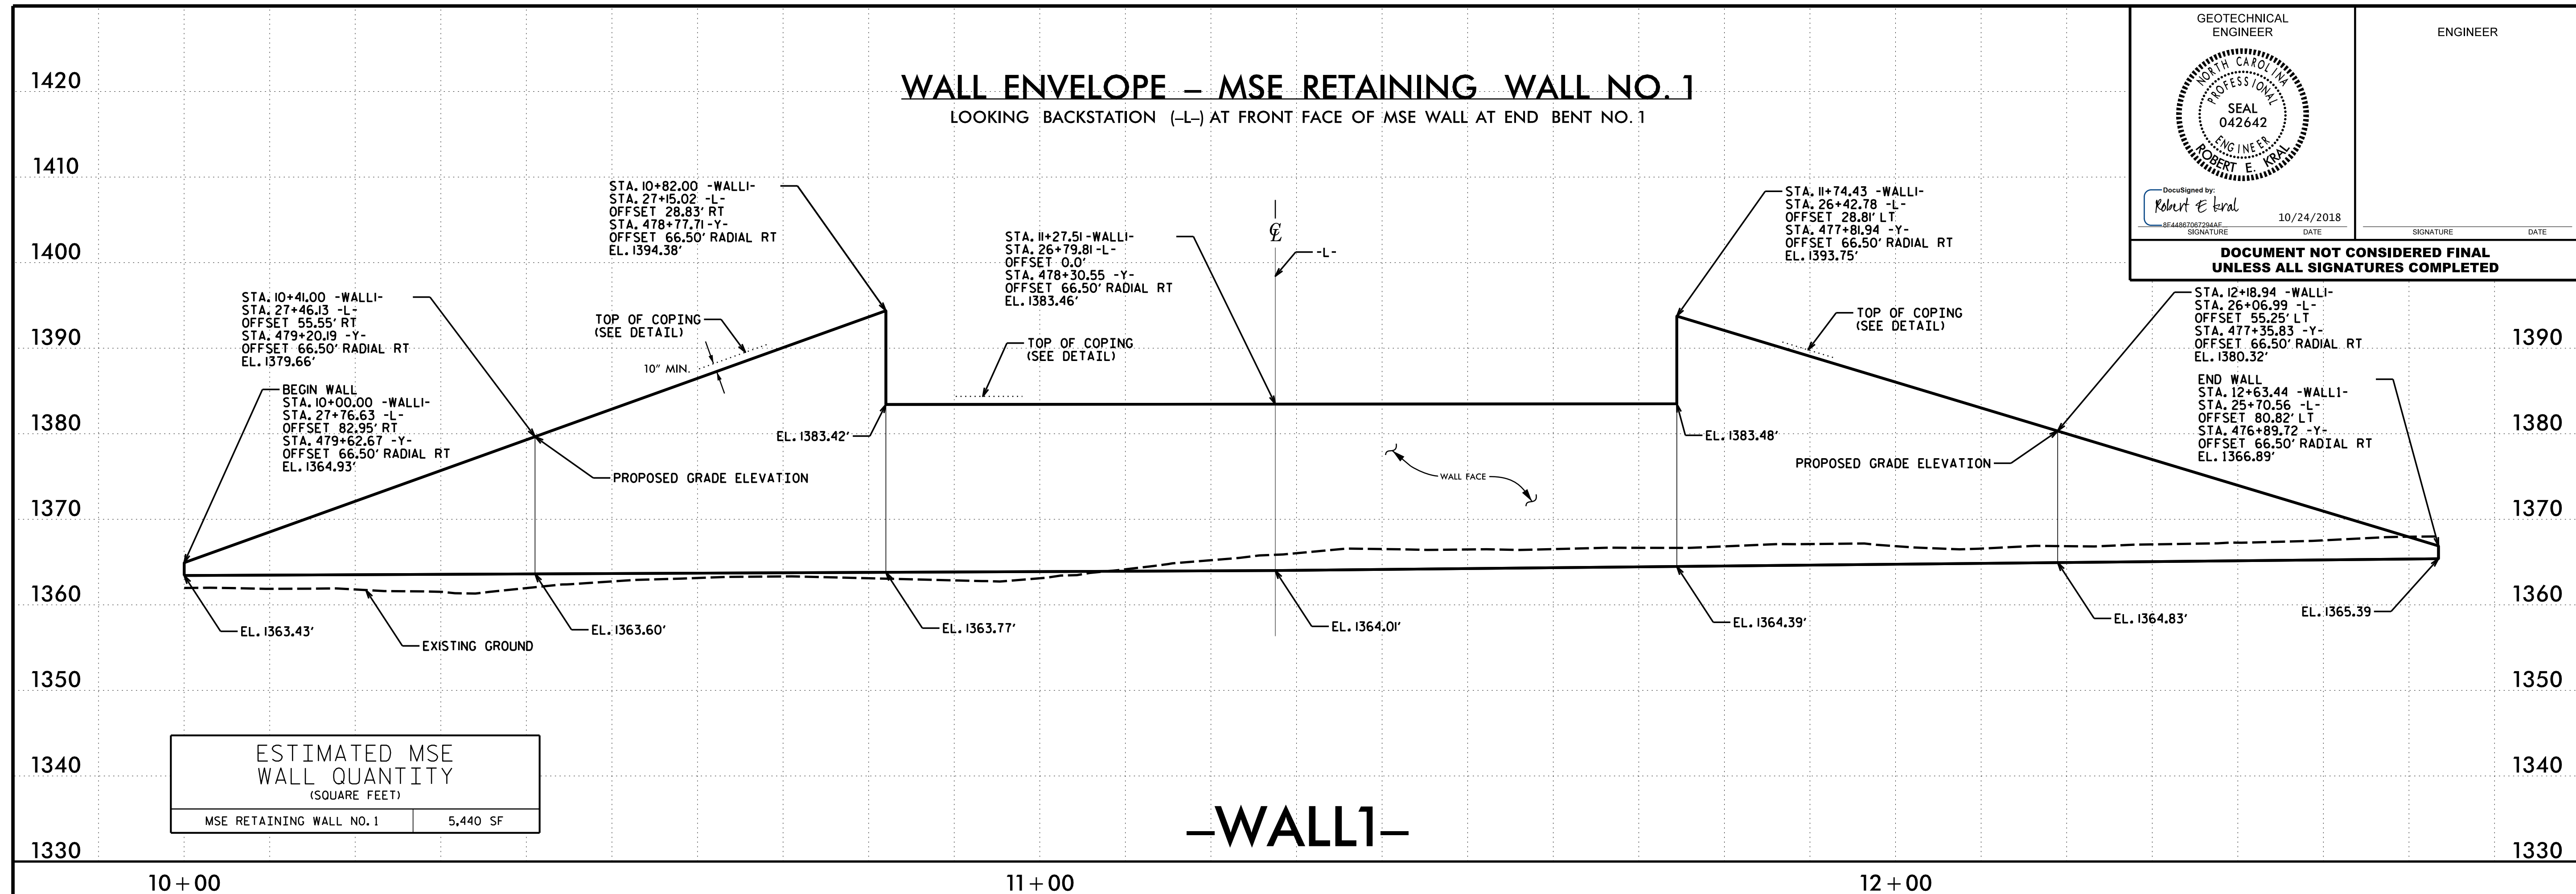 WALL ENVELOPE – MSE RETAINING WALL NO. 1
LOOKING BACKSTATION (–L–) AT FRONT FACE OF MSE WALL AT END BENT NO. 1
GEOTECHNICAL
ENGINEER
NORTH CAROLINA
PROFESSIONAL
SEAL
042642
ENGINEER
ROBERT E. KRAL
DocuSigned by:
Robert E Kral
8F44867067294AF...
10/24/2018
SIGNATURE DATE
ENGINEER
SIGNATURE DATE
DOCUMENT NOT CONSIDERED FINAL
UNLESS ALL SIGNATURES COMPLETED
1420
1410
1400
1390
1380
1370
1360
1350
1340
1330
BEGIN WALL
STA. 10+00.00 -WALL1-
STA. 27+76.63 -L-
OFFSET 82.95' RT
STA. 479+62.67 -Y-
OFFSET 66.50' RADIAL RT
EL. 1364.93'
STA. 10+41.00 -WALL1-
STA. 27+46.13 -L-
OFFSET 55.55' RT
STA. 479+20.19 -Y-
OFFSET 66.50' RADIAL RT
EL. 1379.66'
STA. 10+82.00 -WALL1-
STA. 27+15.02 -L-
OFFSET 28.83' RT
STA. 478+77.71 -Y-
OFFSET 66.50' RADIAL RT
EL. 1394.38'
TOP OF COPING
(SEE DETAIL)
10" MIN.
PROPOSED GRADE ELEVATION
EL. 1383.42'
STA. 11+27.51 -WALL1-
STA. 26+79.81 -L-
OFFSET 0.0'
STA. 478+30.55 -Y-
OFFSET 66.50' RADIAL RT
EL. 1383.46'
TOP OF COPING
(SEE DETAIL)
℄
-L-
WALL FACE
STA. 11+74.43 -WALL1-
STA. 26+42.78 -L-
OFFSET 28.81' LT
STA. 477+81.94 -Y-
OFFSET 66.50' RADIAL RT
EL. 1393.75'
TOP OF COPING
(SEE DETAIL)
EL. 1383.48'
PROPOSED GRADE ELEVATION
STA. 12+18.94 -WALL1-
STA. 26+06.99 -L-
OFFSET 55.25' LT
STA. 477+35.83 -Y-
OFFSET 66.50' RADIAL RT
EL. 1380.32'
END WALL
STA. 12+63.44 -WALL1-
STA. 25+70.56 -L-
OFFSET 80.82' LT
STA. 476+89.72 -Y-
OFFSET 66.50' RADIAL RT
EL. 1366.89'
1390
1380
1370
1360
1350
1340
1330
EL. 1363.43'
EXISTING GROUND
EL. 1363.60'
EL. 1363.77'
EL. 1364.01'
EL. 1364.39'
EL. 1364.83'
EL. 1365.39
ESTIMATED MSE
WALL QUANTITY
(SQUARE FEET)
MSE RETAINING WALL NO. 1 5,440 SF
–WALL1–
10+00 11+00 12+00